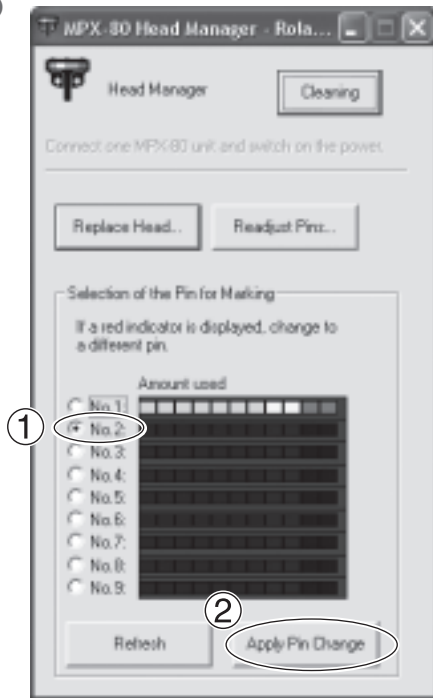 MPX-80 Head Manager - Rola...
Head Manager
Cleaning
Connect one MPX-80 unit and switch on the power.
Replace Head...
Readjust Pins...
Selection of the Pin for Marking
If a red indicator is displayed, change to
a different pin.
Amount used
No.1:
① No.2:
No.3:
No.4:
No.5:
No.6:
No.7:
No.8:
No.9:
②
Refresh
Apply Pin Change